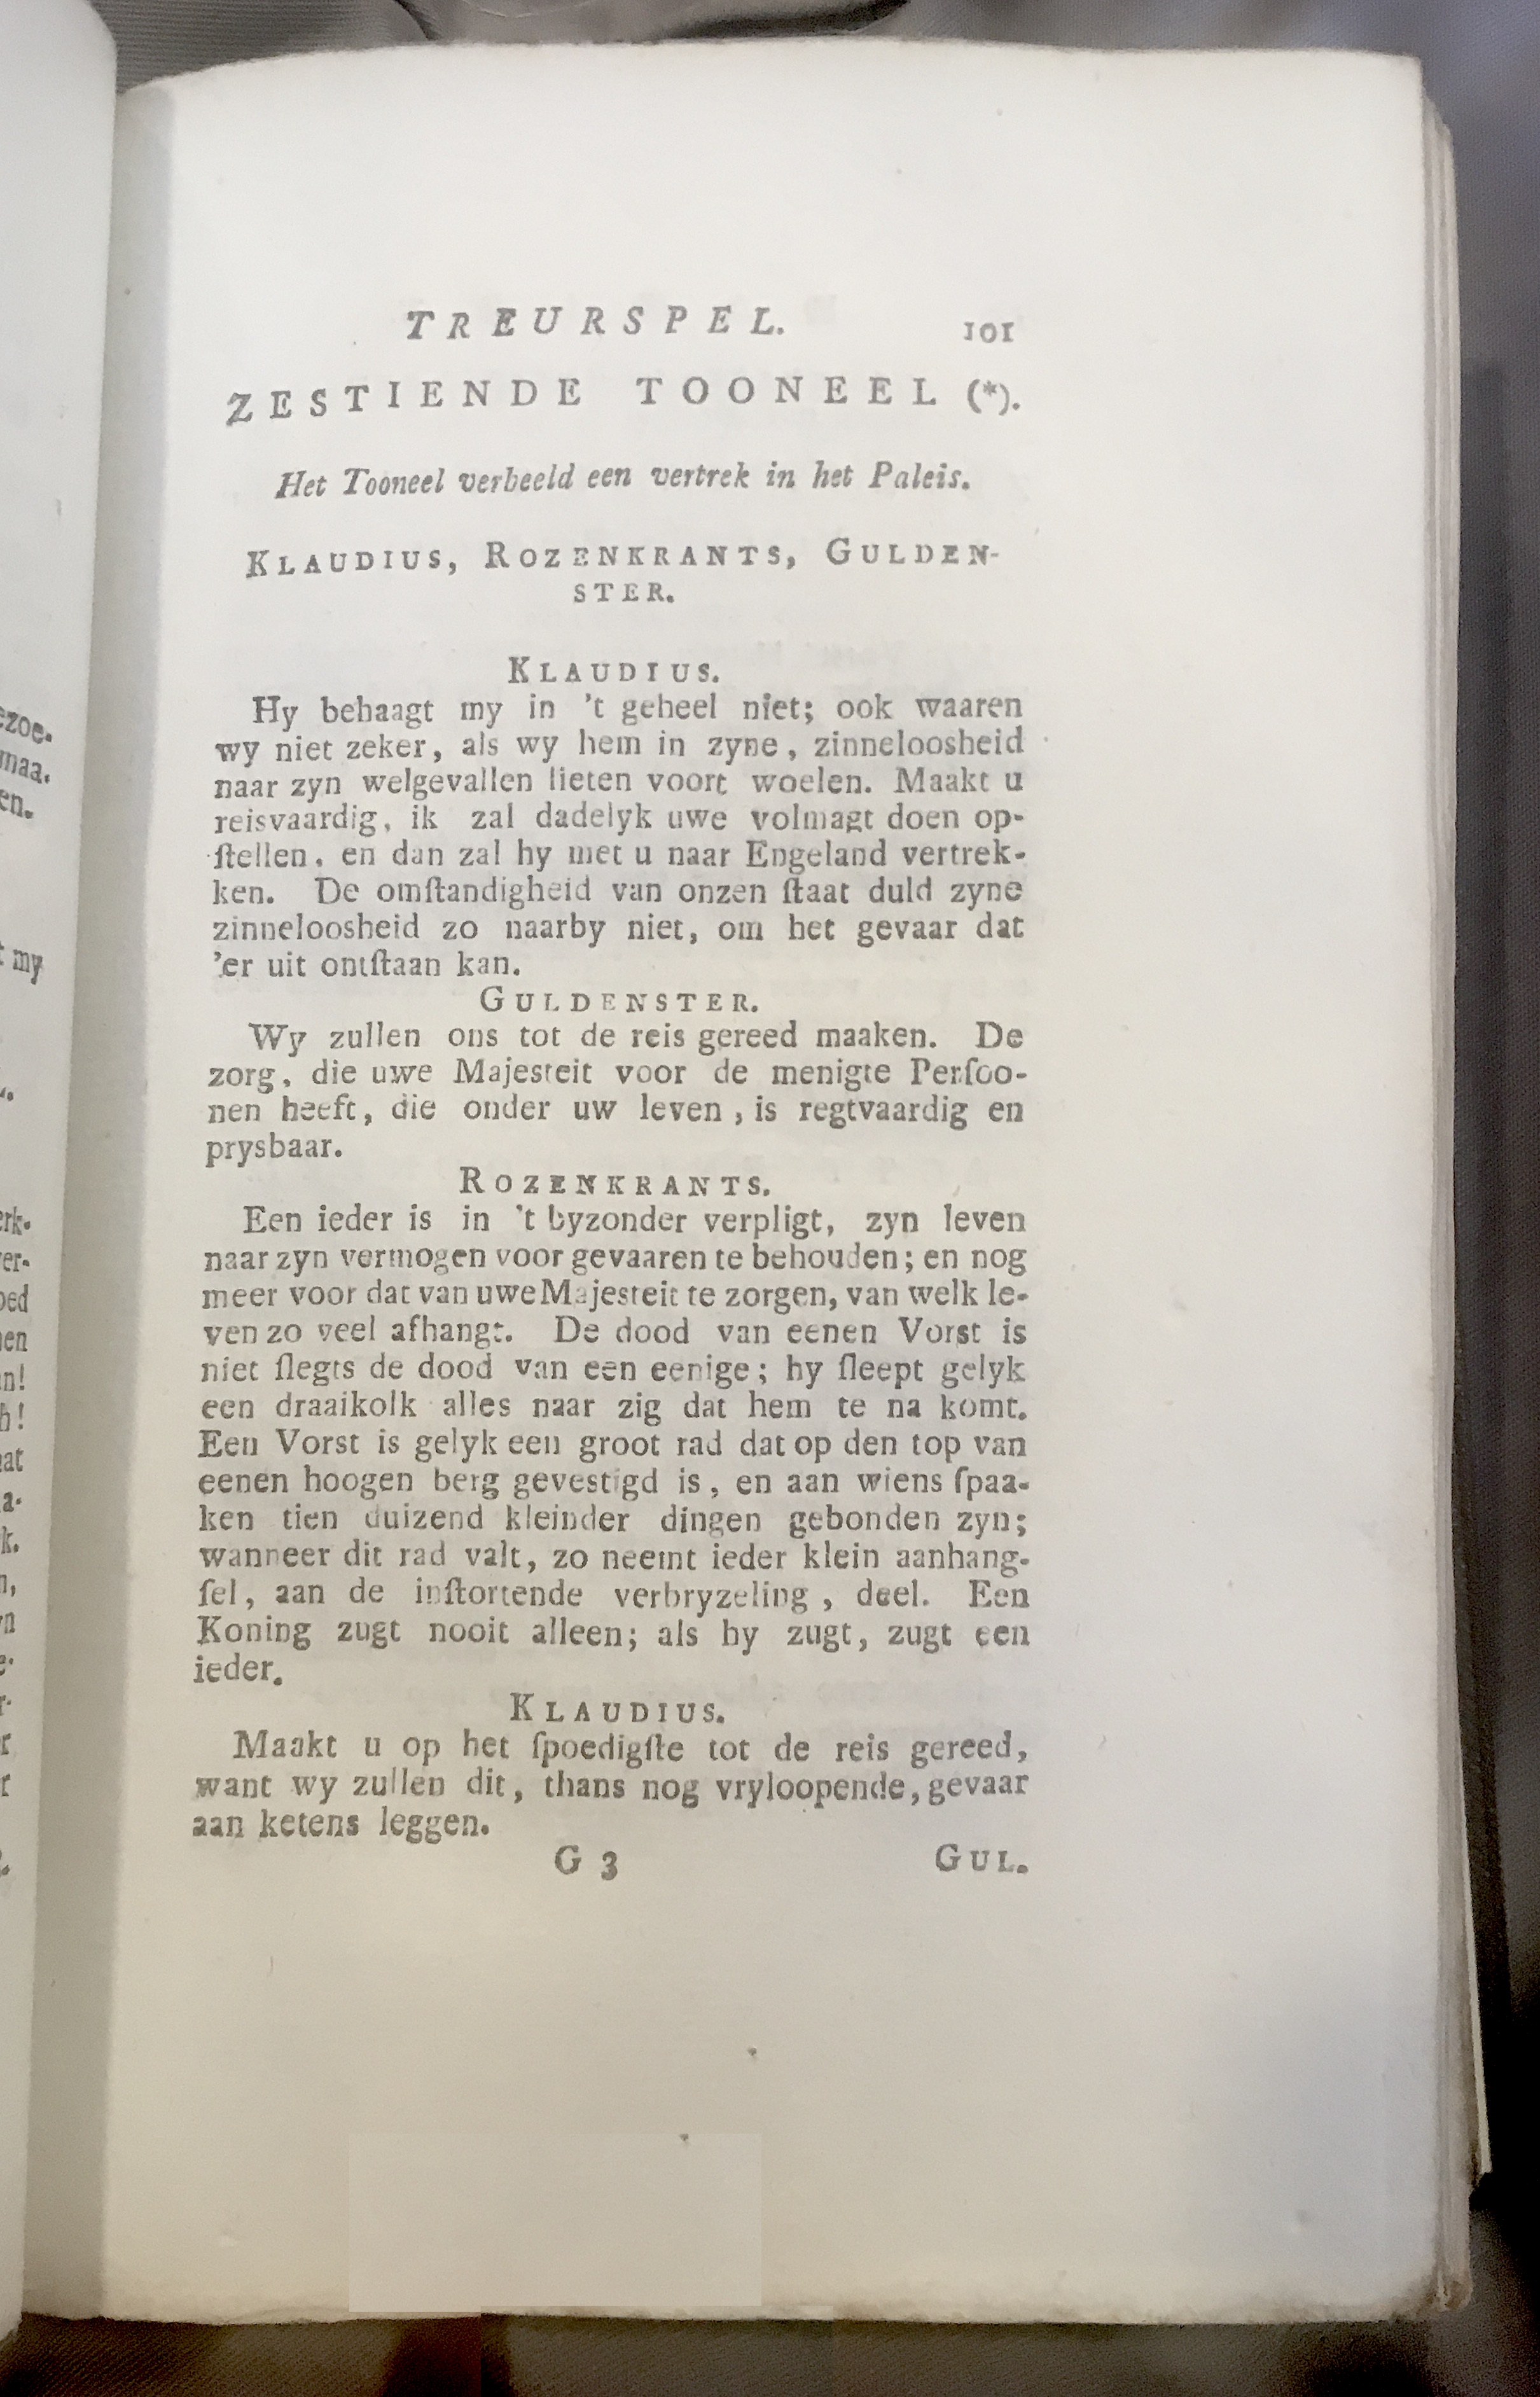 TREURSPEL. 101
ZESTIENDE TOONEEL (*).
Het Tooneel verbeeld een vertrek in het Paleis.
KLAUDIUS, ROZENKRANTS, GULDEN-
STER.
KLAUDIUS.
Hy behaagt my in 't geheel niet; ook waaren
wy niet zeker, als wy hem in zyne, zinneloosheid
naar zyn welgevallen lieten voort woelen. Maakt u
reisvaardig, ik zal dadelyk uwe volmagt doen op-
ſtellen, en dan zal hy met u naar Engeland vertrek-
ken. De omſtandigheid van onzen ſtaat duld zyne
zinneloosheid zo naarby niet, om het gevaar dat
'er uit ontſtaan kan.
GULDENSTER.
Wy zullen ons tot de reis gereed maaken. De
zorg, die uwe Majesteit voor de menigte Perſoo-
nen heeft, die onder uw leven, is regtvaardig en
prysbaar.
ROZENKRANTS.
Een ieder is in 't byzonder verpligt, zyn leven
naar zyn vermogen voor gevaaren te behouden; en nog
meer voor dat van uwe Majesteit te zorgen, van welk le-
ven zo veel afhangt. De dood van eenen Vorst is
niet ſlegts de dood van een eenige; hy ſleept gelyk
een draaikolk alles naar zig dat hem te na komt.
Een Vorst is gelyk een groot rad dat op den top van
eenen hoogen berg gevestigd is, en aan wiens ſpaa-
ken tien duizend kleinder dingen gebonden zyn;
wanneer dit rad valt, zo neemt ieder klein aanhang-
ſel, aan de inſtortende verbryzeling, deel. Een
Koning zugt nooit alleen; als hy zugt, zugt een
ieder.
KLAUDIUS.
Maakt u op het ſpoedigſte tot de reis gereed,
want wy zullen dit, thans nog vryloopende, gevaar
aan ketens leggen.
G 3 GUL.